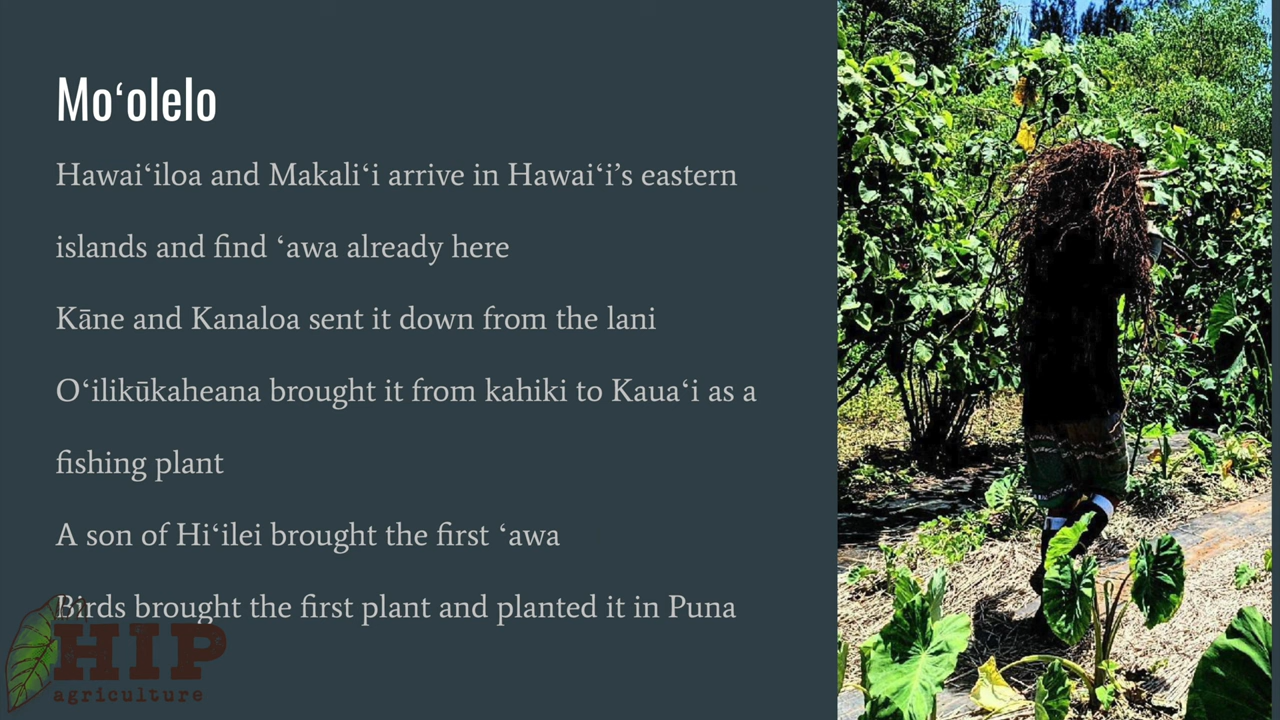 Moʻolelo
Hawaiʻiloa and Makaliʻi arrive in Hawaiʻi’s eastern
islands and find ʻawa already here
Kāne and Kanaloa sent it down from the lani
Oʻilikūkaheana brought it from kahiki to Kauaʻi as a
fishing plant
A son of Hiʻilei brought the first ʻawa
Birds brought the first plant and planted it in Puna
HIP
agriculture